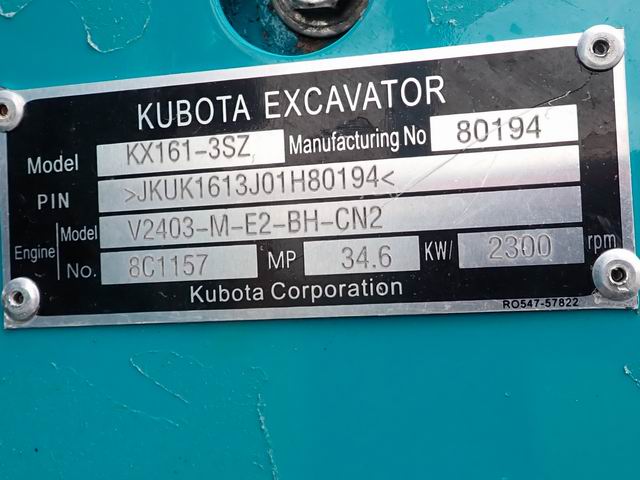 KUBOTA EXCAVATOR
Model KX161-3SZ Manufacturing No 80194
PIN >JKUK1613J01H80194<
Engine Model V2403-M-E2-BH-CN2
No. 8C1157 MP 34.6 KW/ 2300 rpm
Kubota Corporation
RO547-57822